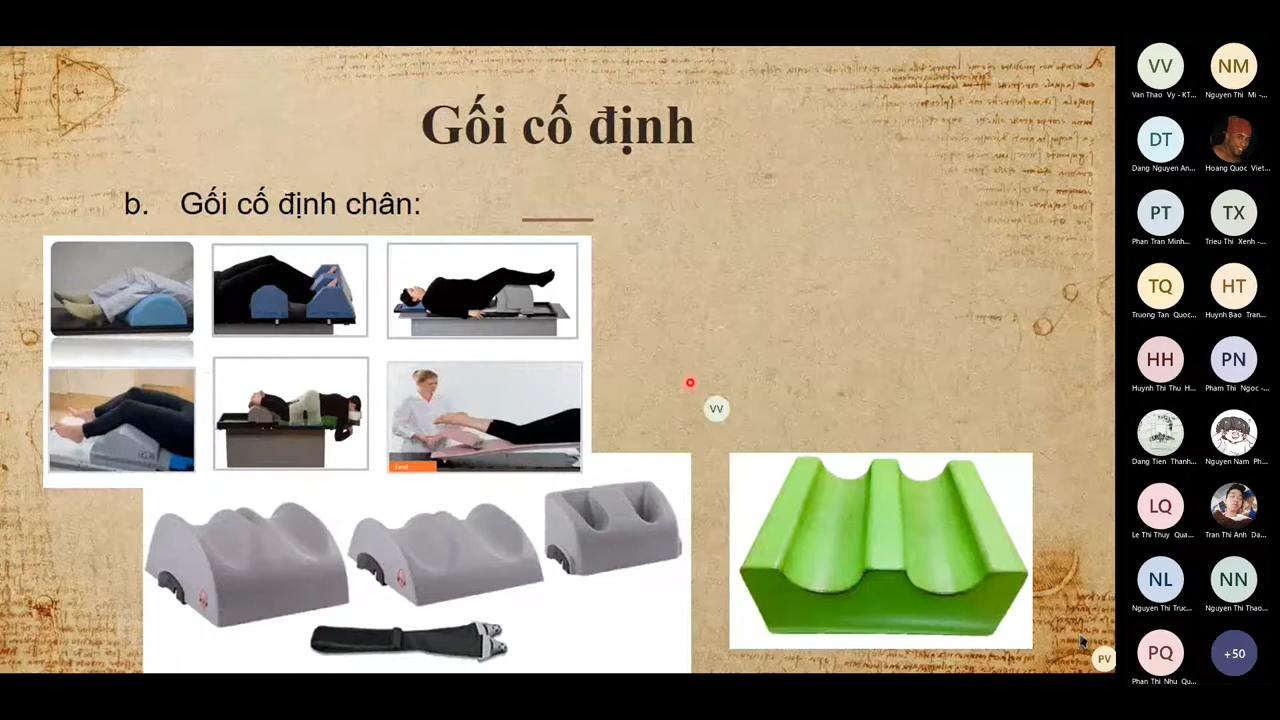 Gối cố định
b. Gối cố định chân:
VV
PV
VV
NM
Van Thao Vy - KT...
Nguyen Thi Mi -...
DT
Dang Nguyen An...
Hoang Quoc Viet...
PT
TX
Phan Tran Minh...
Trieu Thi Xenh -...
TQ
HT
Truong Tan Quoc...
Huynh Bao Tran...
HH
PN
Huynh Thi Thu H...
Pham Thi Ngoc -...
Dang Tien Thanh...
Nguyen Nam Ph...
LQ
Le Thi Thuy Qua...
Tran Thi Anh Da...
NL
NN
Nguyen Thi Truc...
Nguyen Thi Thao...
PQ
+50
Phan Thi Nhu Qu...